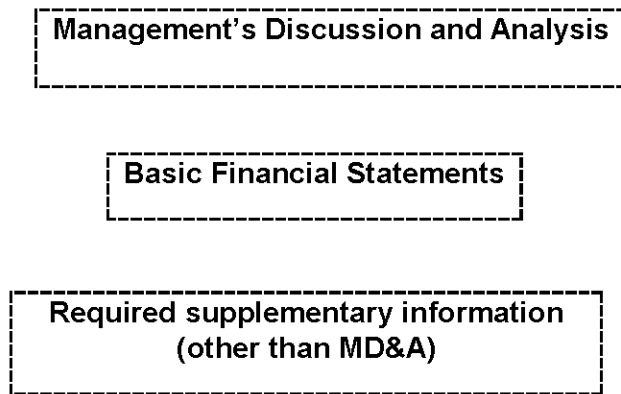 Management’s Discussion and Analysis
Basic Financial Statements
Required supplementary information
(other than MD&A)